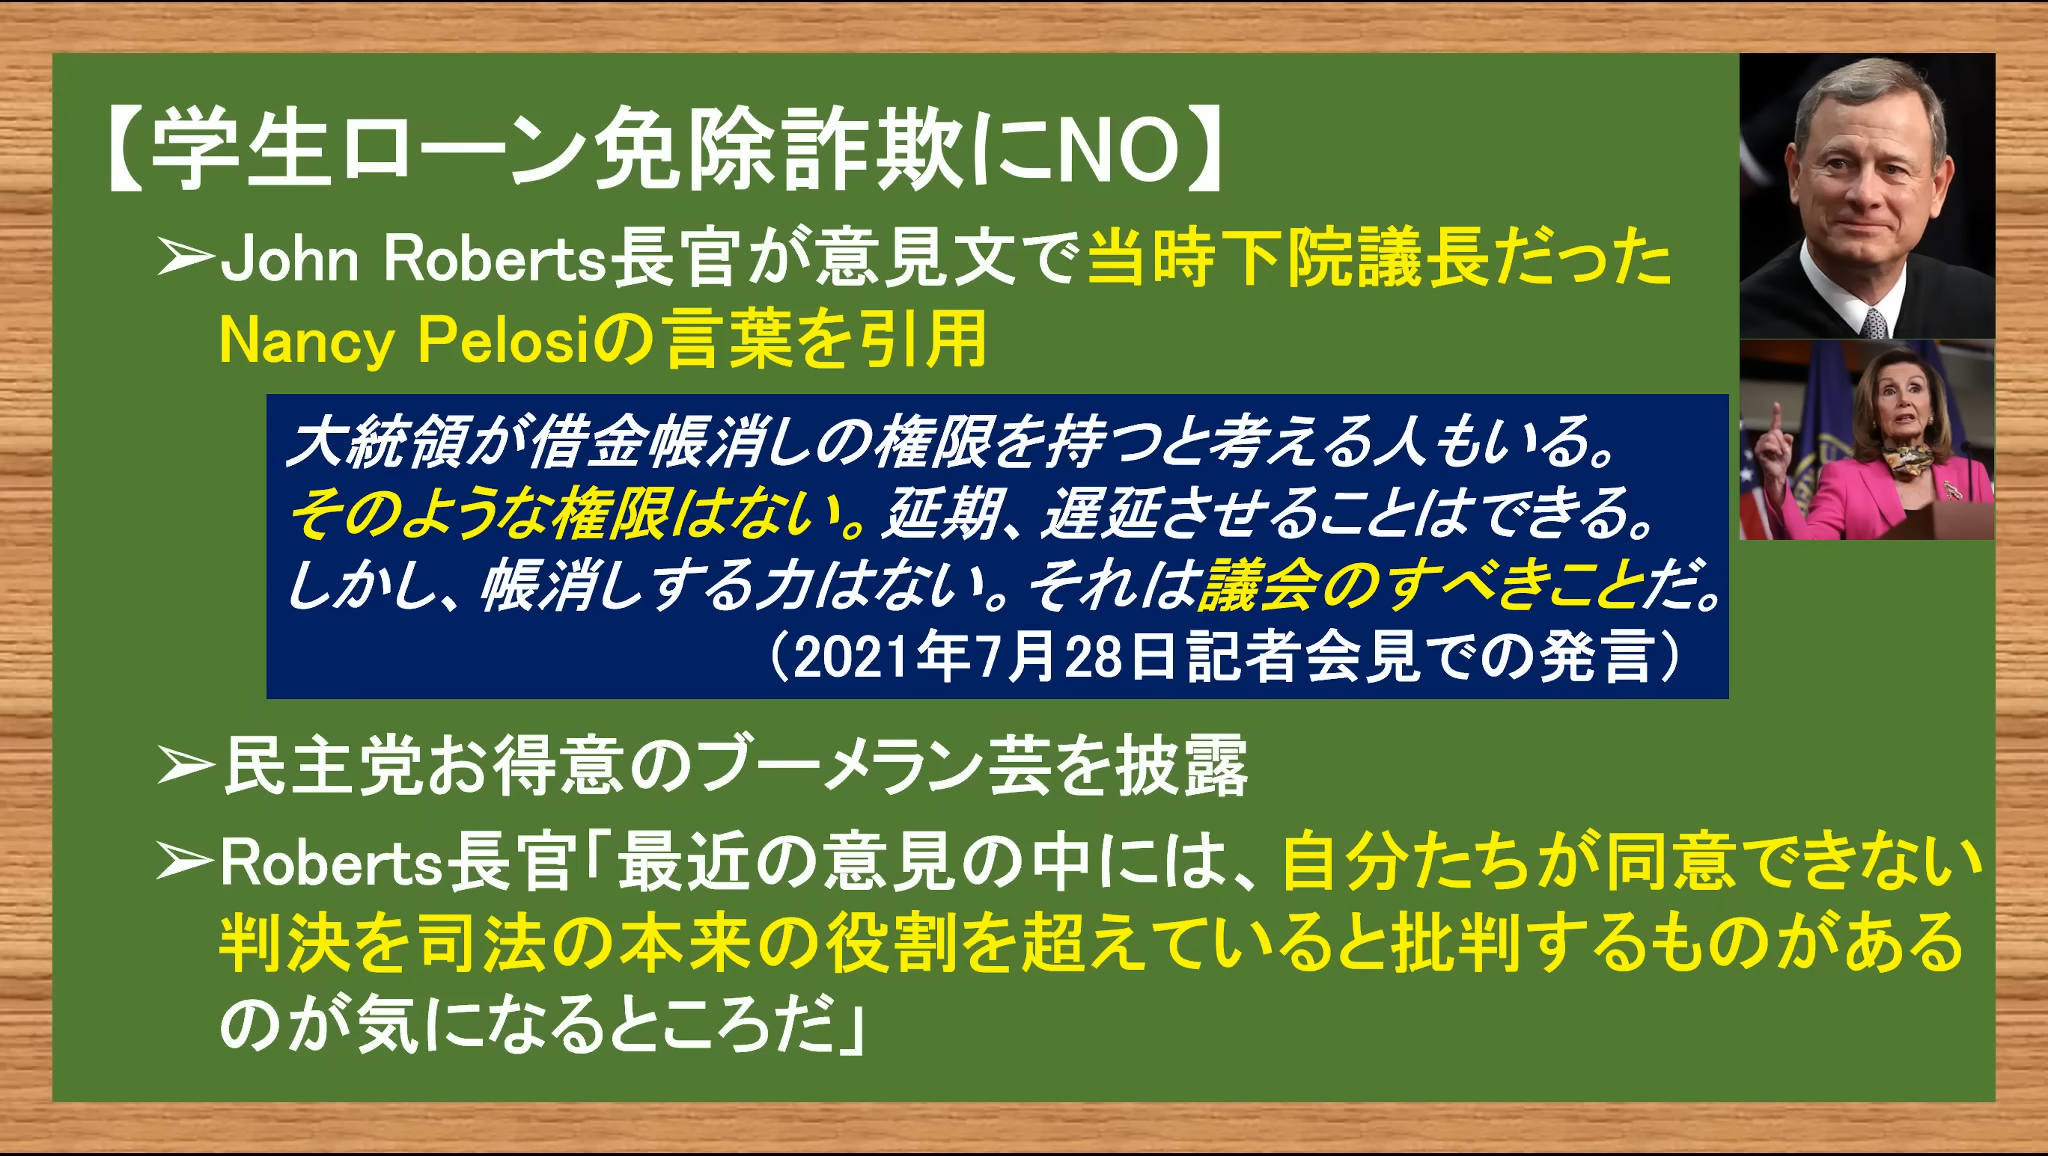 【学生ローン免除詐欺にNO】
➢John Roberts長官が意見文で当時下院議長だった
Nancy Pelosiの言葉を引用
大統領が借金帳消しの権限を持つと考える人もいる。
そのような権限はない。延期、遅延させることはできる。
しかし、帳消しする力はない。それは議会のすべきことだ。
（2021年7月28日記者会見での発言）
➢民主党お得意のブーメラン芸を披露
➢Roberts長官「最近の意見の中には、自分たちが同意できない
判決を司法の本来の役割を超えていると批判するものがある
のが気になるところだ」